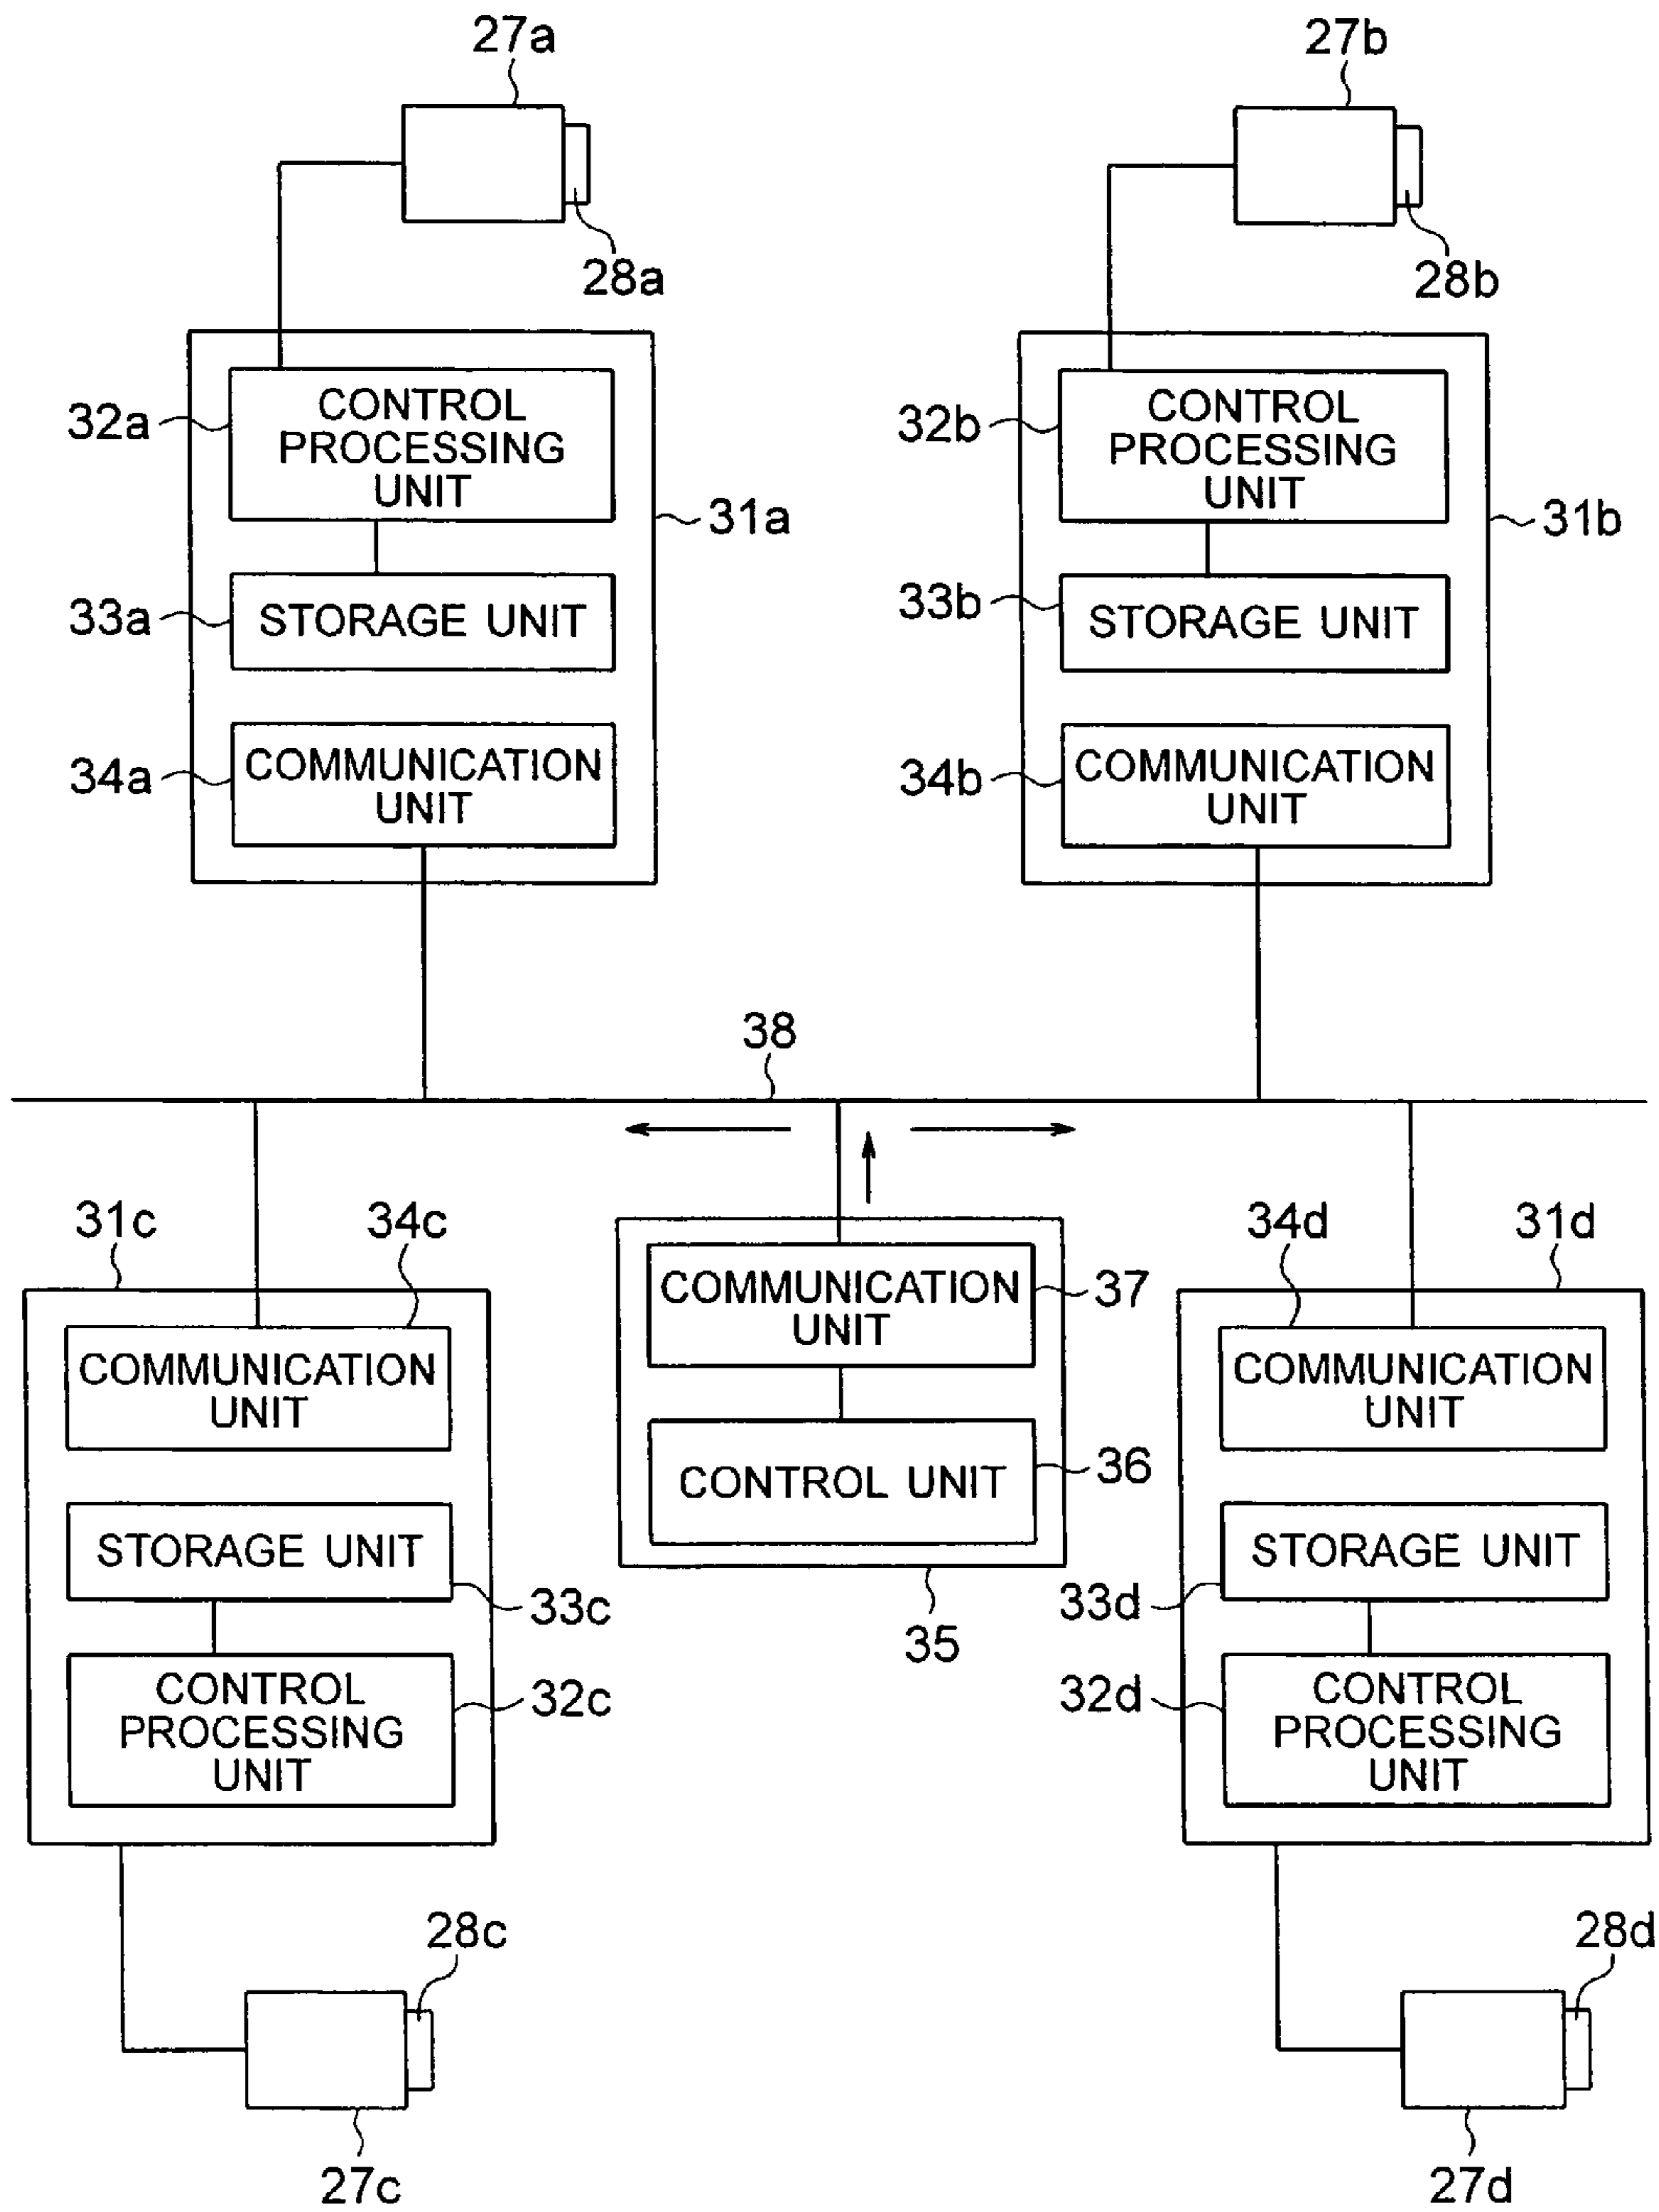 27a
27b
28a
28b
32a
CONTROL
PROCESSING
UNIT
31a
33a
STORAGE UNIT
34a
COMMUNICATION
UNIT
32b
CONTROL
PROCESSING
UNIT
31b
33b
STORAGE UNIT
34b
COMMUNICATION
UNIT
38
31c
34c
COMMUNICATION
UNIT
STORAGE UNIT
33c
CONTROL
PROCESSING
UNIT
32c
COMMUNICATION
UNIT
37
CONTROL UNIT
36
35
34d
31d
COMMUNICATION
UNIT
STORAGE UNIT
33d
32d
CONTROL
PROCESSING
UNIT
28c
27c
28d
27d